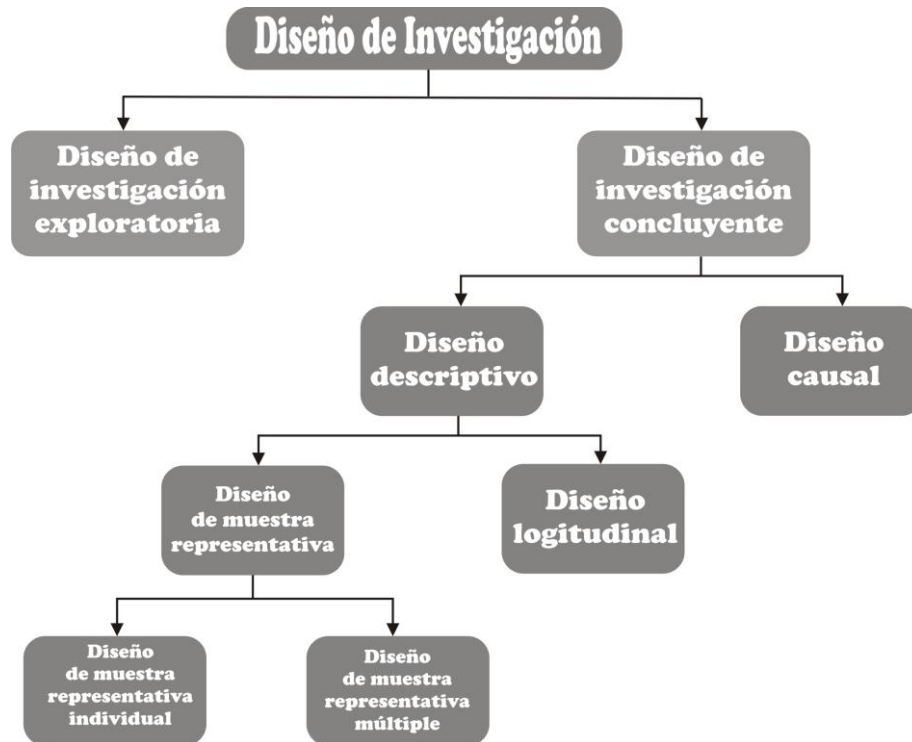 Diseño de Investigación
Diseño de
investigación
exploratoria
Diseño de
investigación
concluyente
Diseño
descriptivo
Diseño
causal
Diseño
de muestra
representativa
Diseño
logitudinal
Diseño
de muestra
representativa
individual
Diseño
de muestra
representativa
múltiple